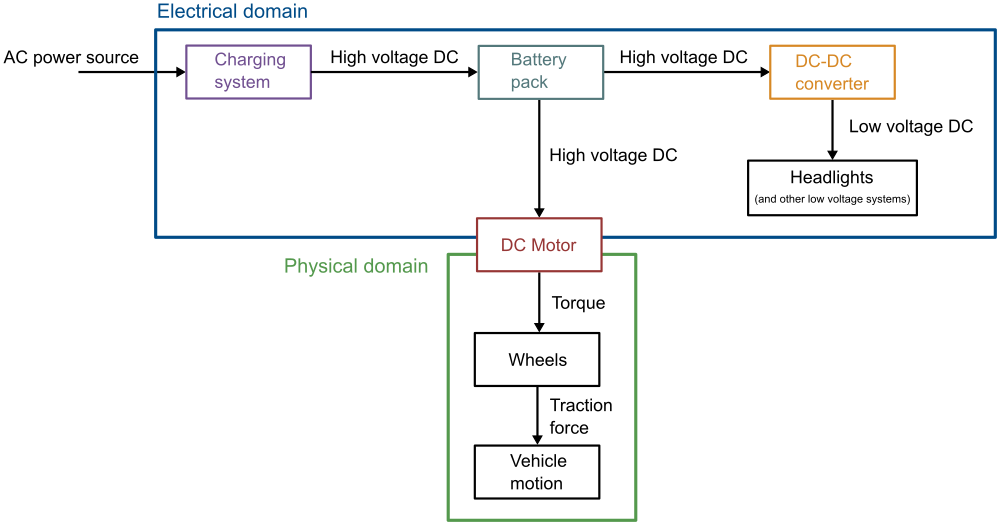 Electrical domain
AC power source
Charging
system
High voltage DC
Battery
pack
High voltage DC
DC-DC
converter
Low voltage DC
High voltage DC
Headlights
(and other low voltage systems)
DC Motor
Physical domain
Torque
Wheels
Traction
force
Vehicle
motion